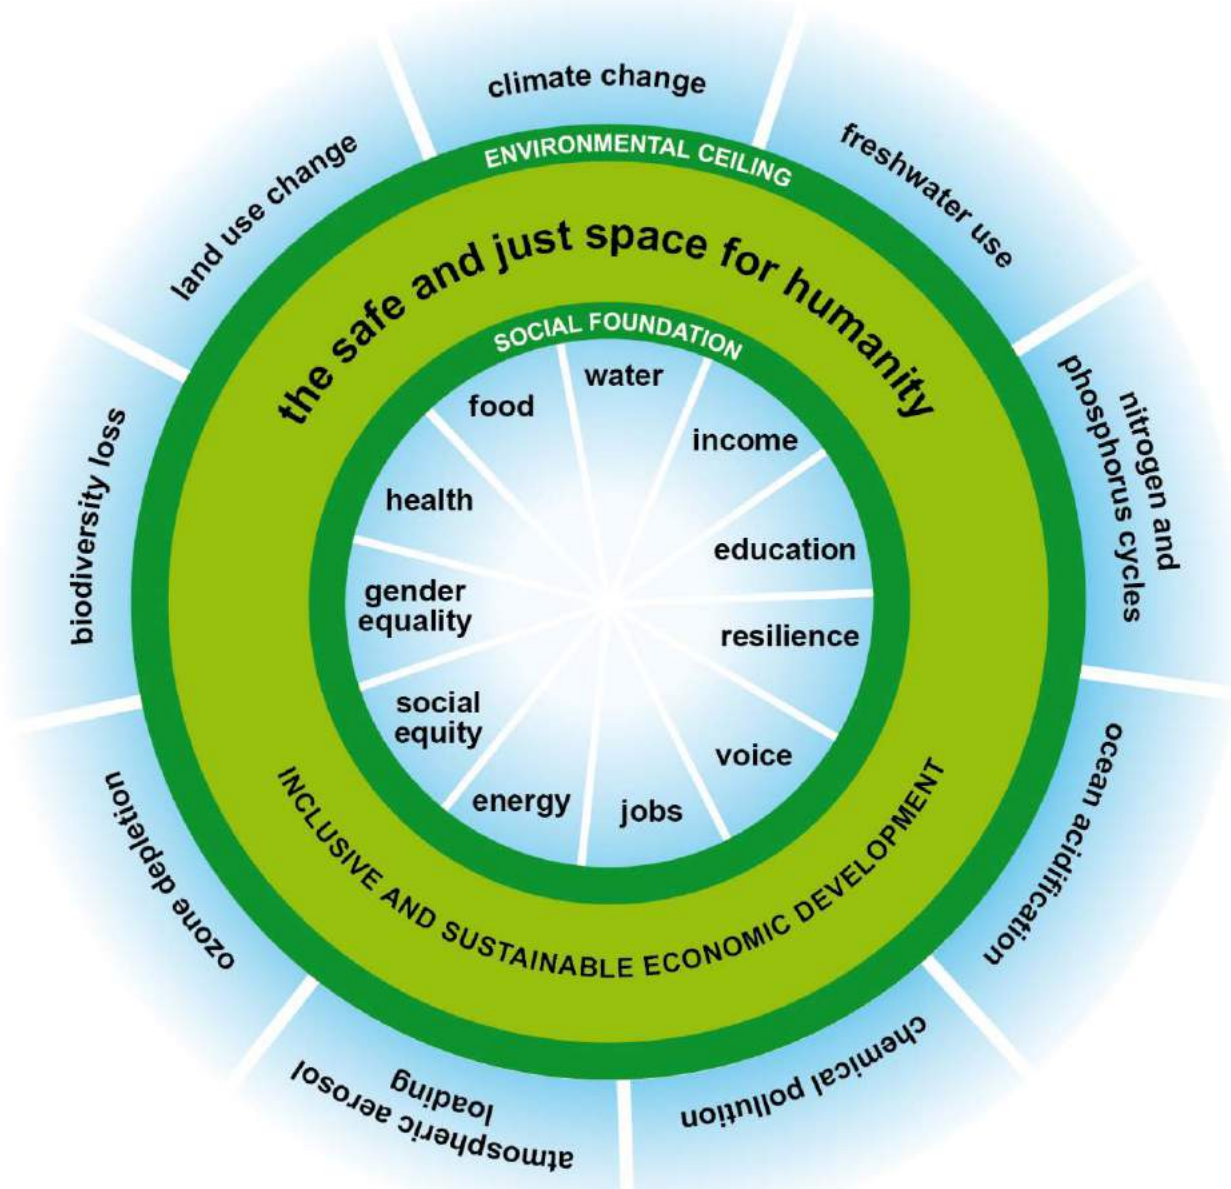 climate change
freshwater use
nitrogen and
phosphorus cycles
ocean acidification
chemical pollution
atmospheric aerosol
loading
ozone depletion
biodiversity loss
land use change
ENVIRONMENTAL CEILING
the safe and just space for humanity
SOCIAL FOUNDATION
water
income
education
resilience
voice
jobs
energy
social
equity
gender
equality
health
food
INCLUSIVE AND SUSTAINABLE ECONOMIC DEVELOPMENT